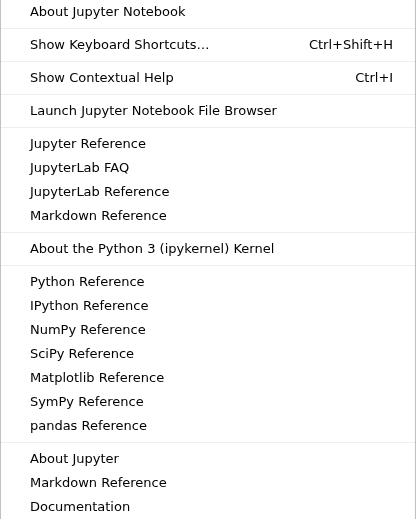 About Jupyter Notebook
Show Keyboard Shortcuts... Ctrl+Shift+H
Show Contextual Help Ctrl+I
Launch Jupyter Notebook File Browser
Jupyter Reference
JupyterLab FAQ
JupyterLab Reference
Markdown Reference
About the Python 3 (ipykernel) Kernel
Python Reference
IPython Reference
NumPy Reference
SciPy Reference
Matplotlib Reference
SymPy Reference
pandas Reference
About Jupyter
Markdown Reference
Documentation